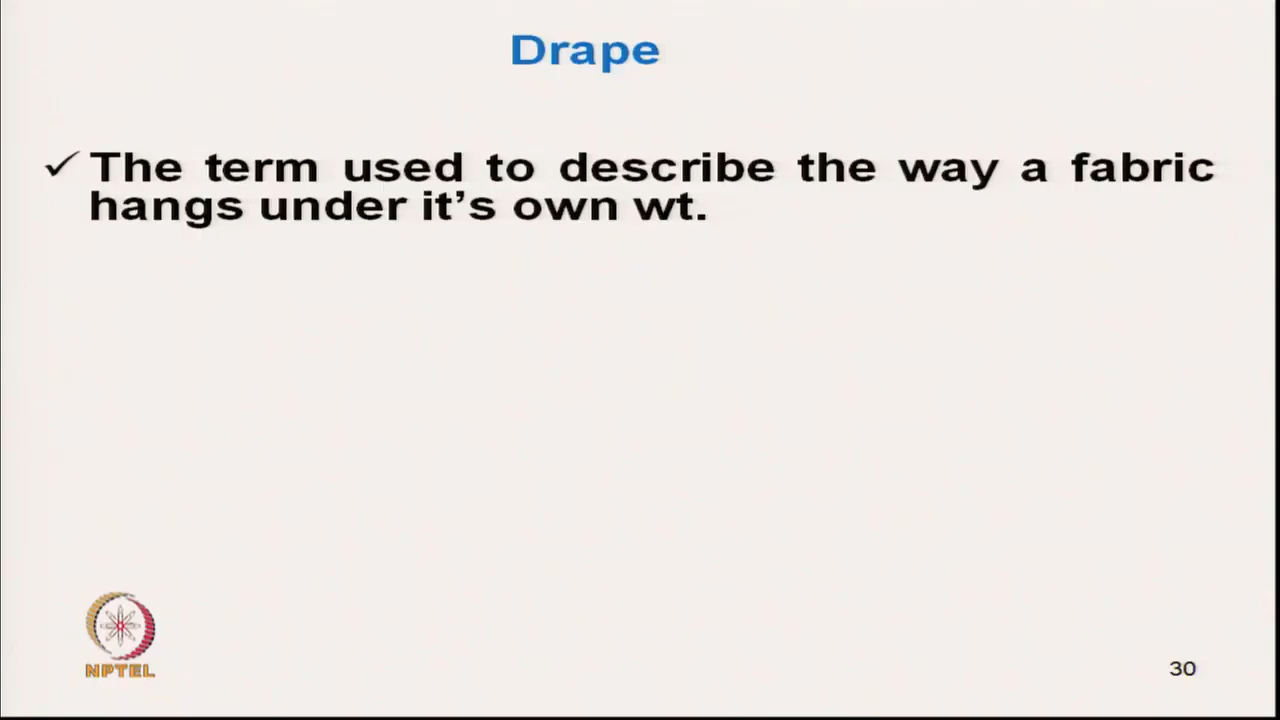 Drape
✓ The term used to describe the way a fabric
hangs under it’s own wt.
NPTEL
30